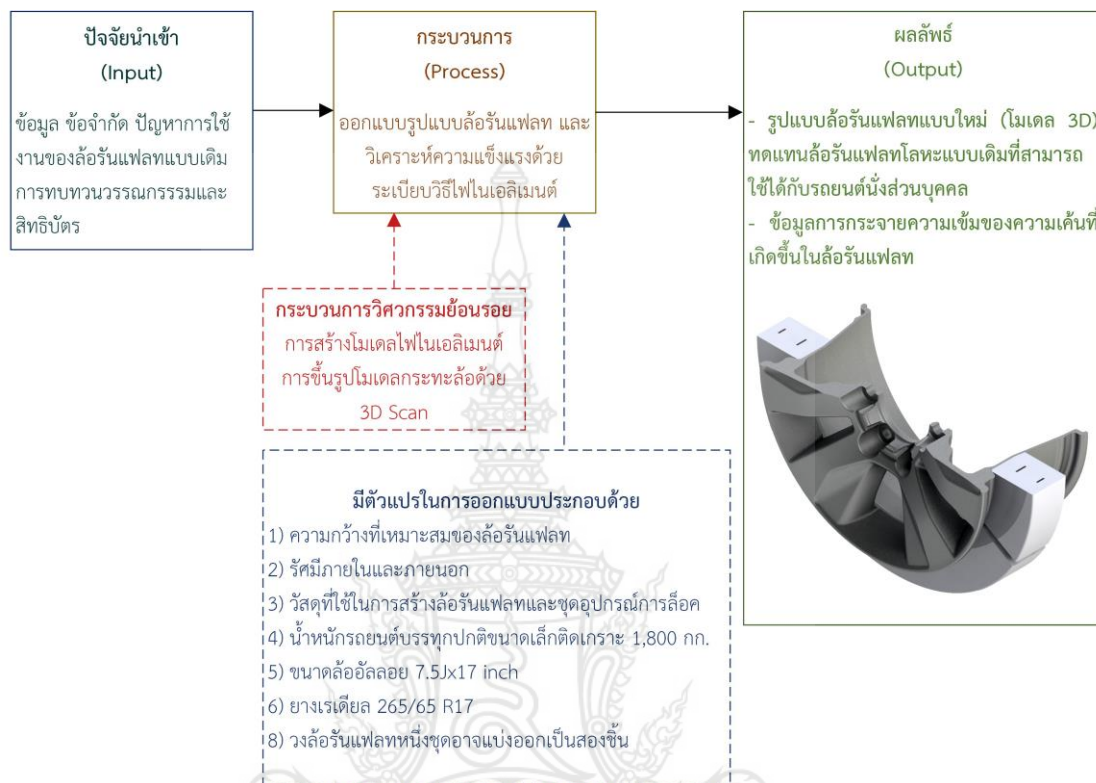 ปัจจัยนำเข้า
(Input)
ข้อมูล ข้อจำกัด ปัญหาการใช้
งานของล้อรันแฟลทแบบเดิม
การทบทวนวรรณกรรรมและ
สิทธิบัตร
กระบวนการ
(Process)
ออกแบบรูปแบบล้อรันแฟลท และ
วิเคราะห์ความแข็งแรงด้วย
ระเบียบวิธีไฟไนเอลิเมนต์
ผลลัพธ์
(Output)
- รูปแบบล้อรันแฟลทแบบใหม่ (โมเดล 3D)
ทดแทนล้อรันแฟลทโลหะแบบเดิมที่สามารถ
ใช้ได้กับรถยนต์นั่งส่วนบุคคล
- ข้อมูลการกระจายความเข้มของความเค้นที่
เกิดขึ้นในล้อรันแฟลท
กระบวนการวิศวกรรมย้อนรอย
การสร้างโมเดลไฟไนเอลิเมนต์
การขึ้นรูปโมเดลกระทะล้อด้วย
3D Scan
มีตัวแปรในการออกแบบประกอบด้วย
1) ความกว้างที่เหมาะสมของล้อรันแฟลท
2) รัศมีภายในและภายนอก
3) วัสดุที่ใช้ในการสร้างล้อรันแฟลทและชุดอุปกรณ์การล็อค
4) น้ำหนักรถยนต์บรรทุกปกติขนาดเล็กติดเกราะ 1,800 กก.
5) ขนาดล้ออัลลอย 7.5Jx17 inch
6) ยางเรเดียล 265/65 R17
8) วงล้อรันแฟลทหนึ่งชุดอาจแบ่งออกเป็นสองชิ้น